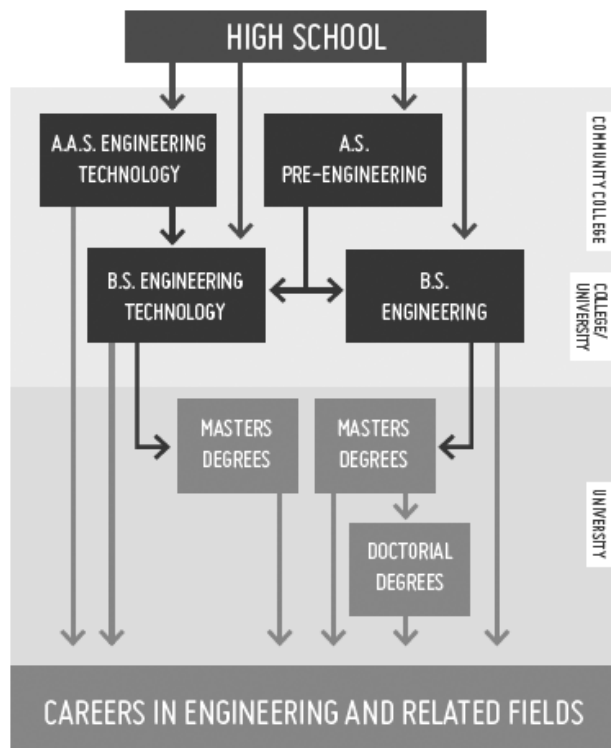 HIGH SCHOOL
A.A.S. ENGINEERING
TECHNOLOGY
A.S.
PRE-ENGINEERING
COMMUNITY COLLEGE
B.S. ENGINEERING
TECHNOLOGY
B.S.
ENGINEERING
COLLEGE/
UNIVERSITY
MASTERS
DEGREES
MASTERS
DEGREES
UNIVERSITY
DOCTORIAL
DEGREES
CAREERS IN ENGINEERING AND RELATED FIELDS